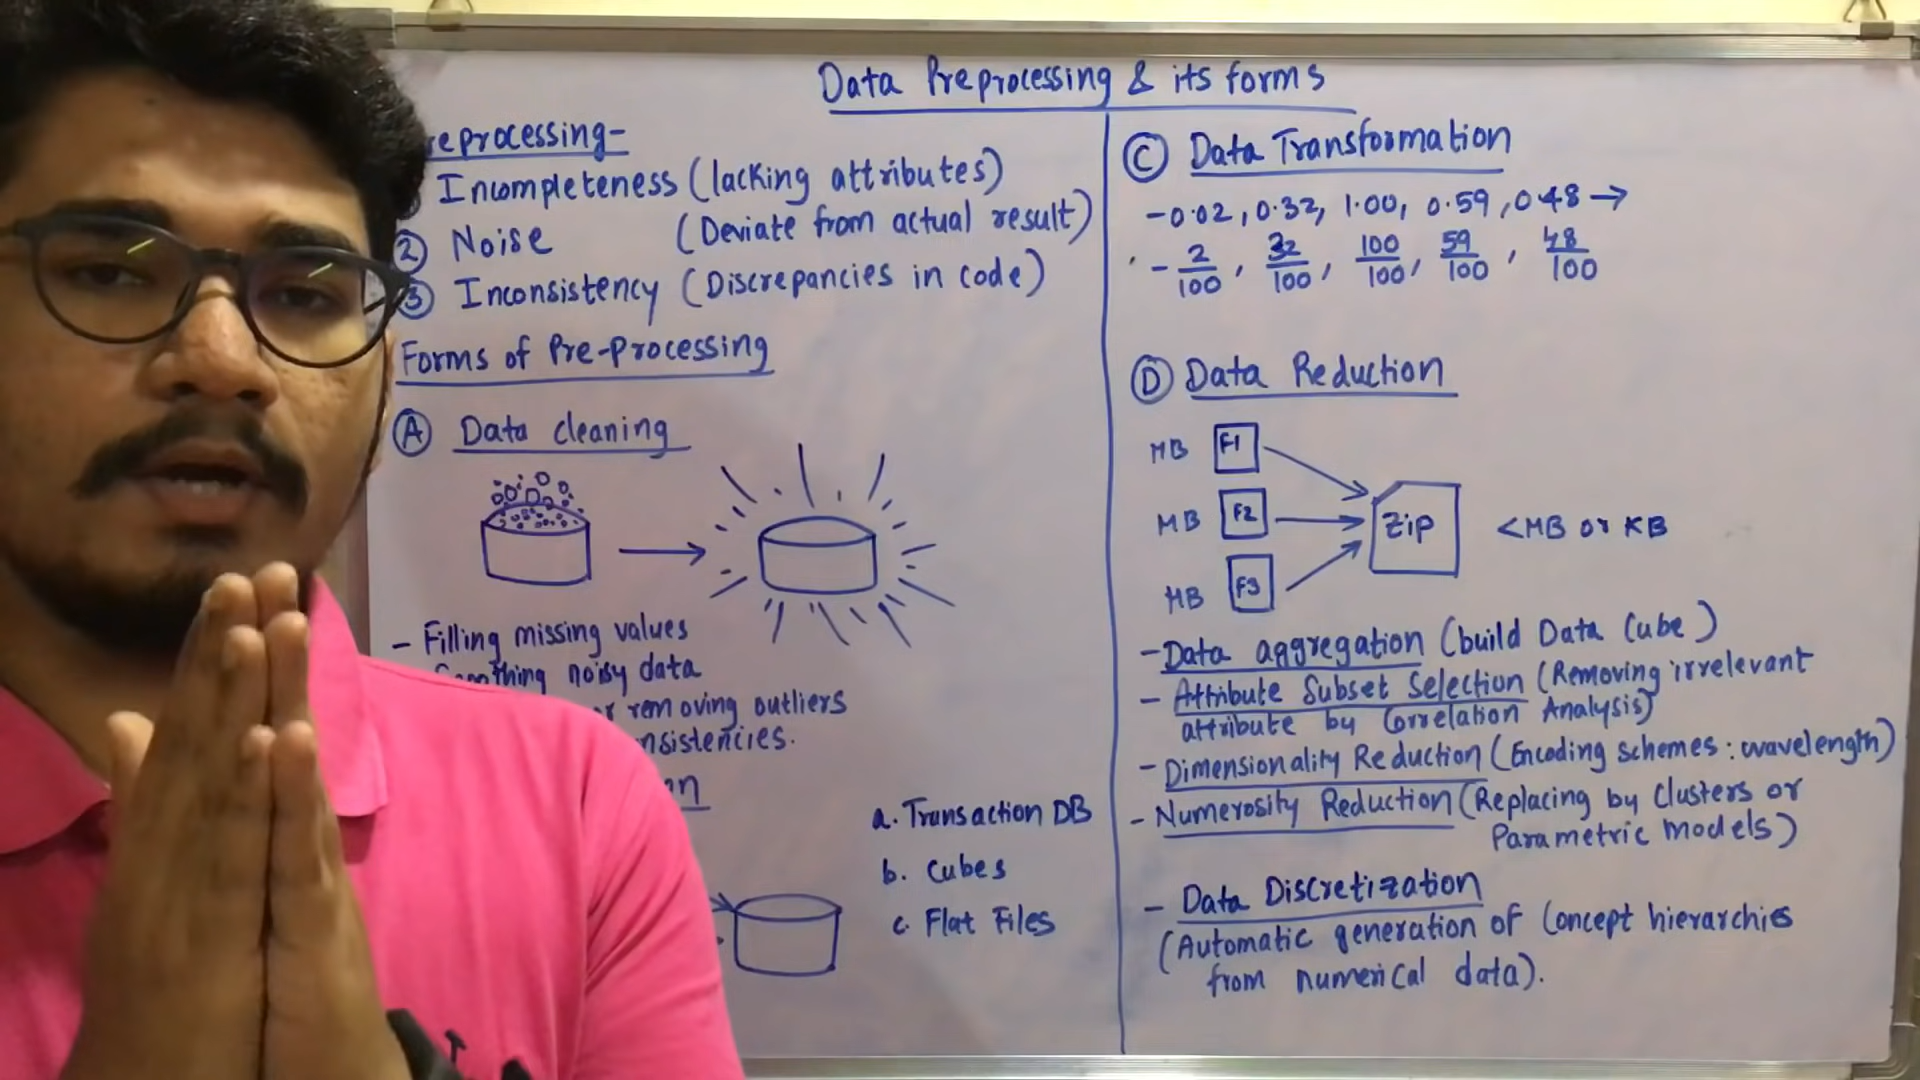 Data Preprocessing & its forms
reprocessing-
Incompleteness (lacking attributes)
② Noise (Deviate from actual result)
③ Inconsistency (Discrepancies in code)
Forms of Pre-processing
Ⓐ Data cleaning
- Filling missing values
noisy data
removing outliers
nsistencies.
a. Transaction DB
b. Cubes
c. Flat Files
Ⓒ Data Transformation
-0.02, 0.32, 1.00, 0.59, 0.48 →
- 2/100, 32/100, 100/100, 59/100, 48/100
Ⓓ Data Reduction
MB F1
MB F2 Zip <MB or KB
MB F3
- Data aggregation (build Data Cube)
- Attribute Subset Selection (Removing irrelevant
attribute by Correlation Analysis)
- Dimensionality Reduction (Encoding schemes: wavelength)
- Numerosity Reduction (Replacing by clusters or
Parametric Models)
- Data Discretization
(Automatic generation of Concept hierarchies
from numerical data).